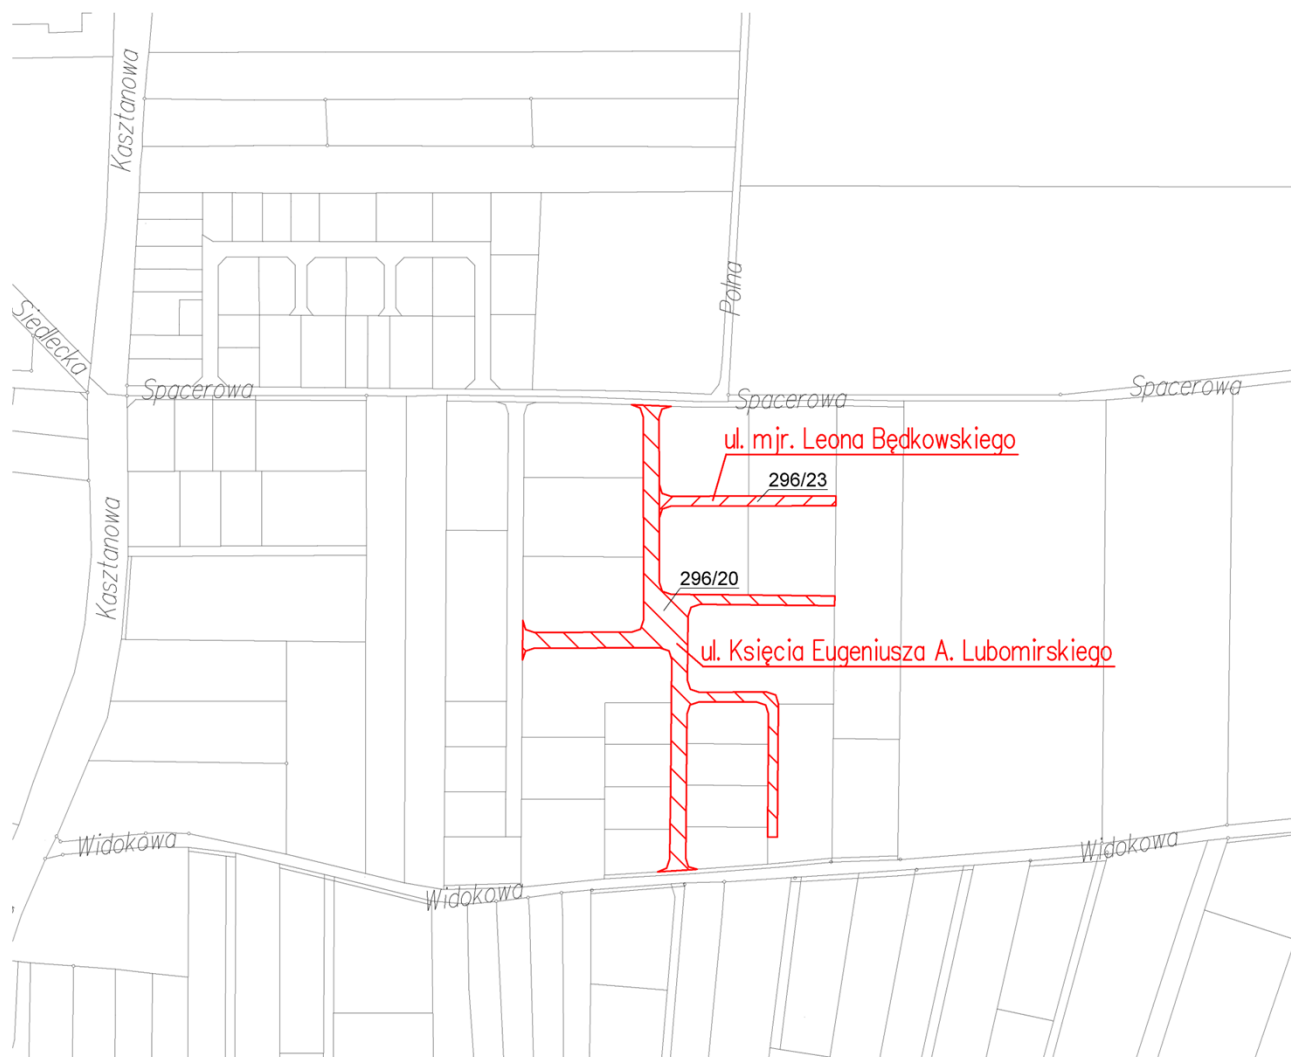 Kasztanowa
Siedlecka
Polna
Spacerowa
Spacerowa
Spacerowa
ul. mjr. Leona Będkowskiego
296/23
Kasztanowa
296/20
ul. Księcia Eugeniusza A. Lubomirskiego
Widokowa
Widokowa
Widokowa